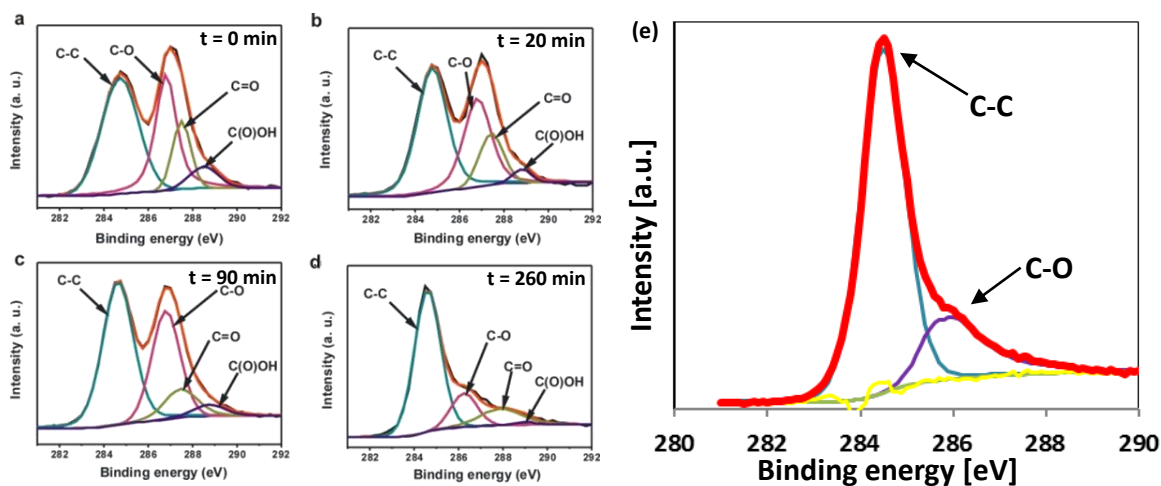 a
t = 0 min
C-C
C-O
C=O
C(O)OH
Intensity (a. u.)
282 284 286 288 290 292
Binding energy (eV)
b
t = 20 min
C-C
C-O
C=O
C(O)OH
Intensity (a. u.)
282 284 286 288 290 292
Binding energy (eV)
c
t = 90 min
C-C
C-O
C=O
C(O)OH
Intensity (a. u.)
282 284 286 288 290 292
Binding energy (eV)
d
t = 260 min
C-C
C-O
C=O
C(O)OH
Intensity (a. u.)
282 284 286 288 290 292
Binding energy (eV)
(e)
C-C
C-O
Intensity [a.u.]
280 282 284 286 288 290
Binding energy [eV]